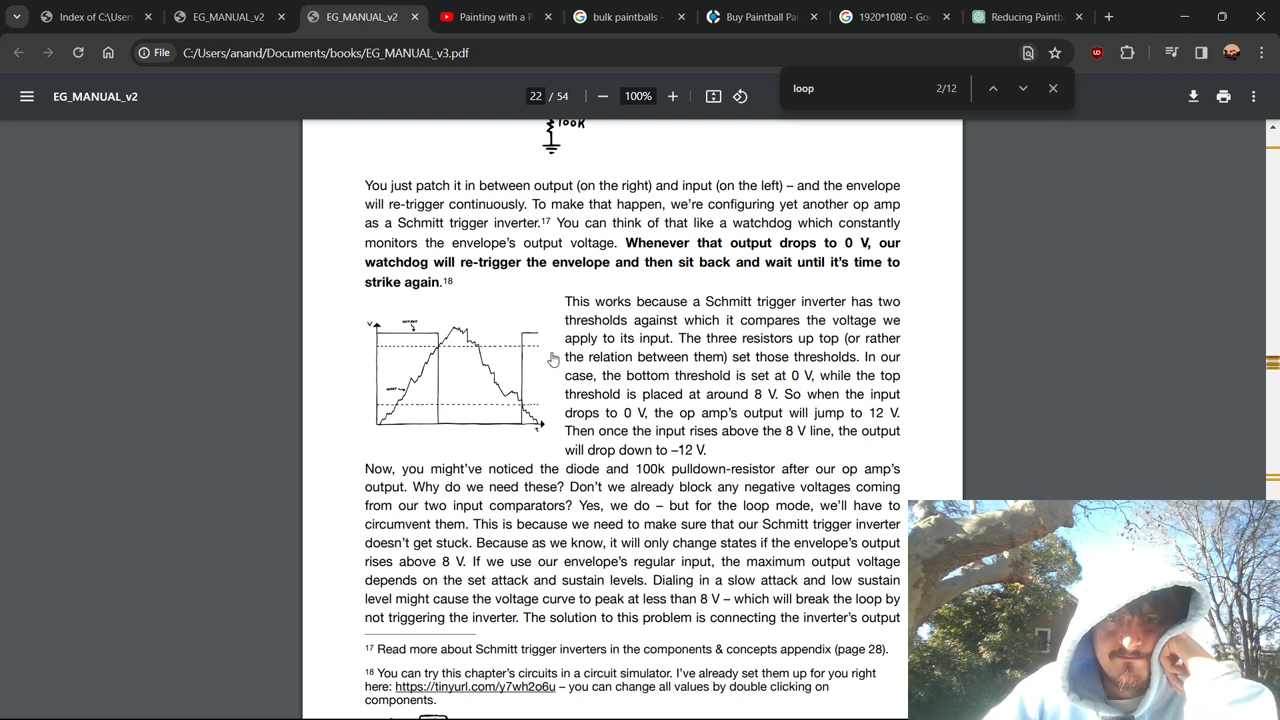 Index of C:\Users
EG_MANUAL_v2
EG_MANUAL_v2
Painting with a P
bulk paintballs -
Buy Paintball Pai
1920*1080 - Goo
Reducing Paintb
File
C:/Users/anand/Documents/books/EG_MANUAL_v3.pdf
EG_MANUAL_v2
22 / 54
100%
loop
2/12
100K
You just patch it in between output (on the right) and input (on the left) – and the envelope
will re-trigger continuously. To make that happen, we’re configuring yet another op amp
as a Schmitt trigger inverter.17 You can think of that like a watchdog which constantly
monitors the envelope’s output voltage. Whenever that output drops to 0 V, our
watchdog will re-trigger the envelope and then sit back and wait until it’s time to
strike again.18
V
OUTPUT
INPUT
t
This works because a Schmitt trigger inverter has two
thresholds against which it compares the voltage we
apply to its input. The three resistors up top (or rather
the relation between them) set those thresholds. In our
case, the bottom threshold is set at 0 V, while the top
threshold is placed at around 8 V. So when the input
drops to 0 V, the op amp’s output will jump to 12 V.
Then once the input rises above the 8 V line, the output
will drop down to –12 V.
Now, you might’ve noticed the diode and 100k pulldown-resistor after our op amp’s
output. Why do we need these? Don’t we already block any negative voltages coming
from our two input comparators? Yes, we do – but for the loop mode, we’ll have to
circumvent them. This is because we need to make sure that our Schmitt trigger inverter
doesn’t get stuck. Because as we know, it will only change states if the envelope’s output
rises above 8 V. If we use our envelope’s regular input, the maximum output voltage
depends on the set attack and sustain levels. Dialing in a slow attack and low sustain
level might cause the voltage curve to peak at less than 8 V – which will break the loop by
not triggering the inverter. The solution to this problem is connecting the inverter’s output
17 Read more about Schmitt trigger inverters in the components & concepts appendix (page 28).
18 You can try this chapter’s circuits in a circuit simulator. I’ve already set them up for you right
here: https://tinyurl.com/y7wh2o6u – you can change all values by double clicking on
components.